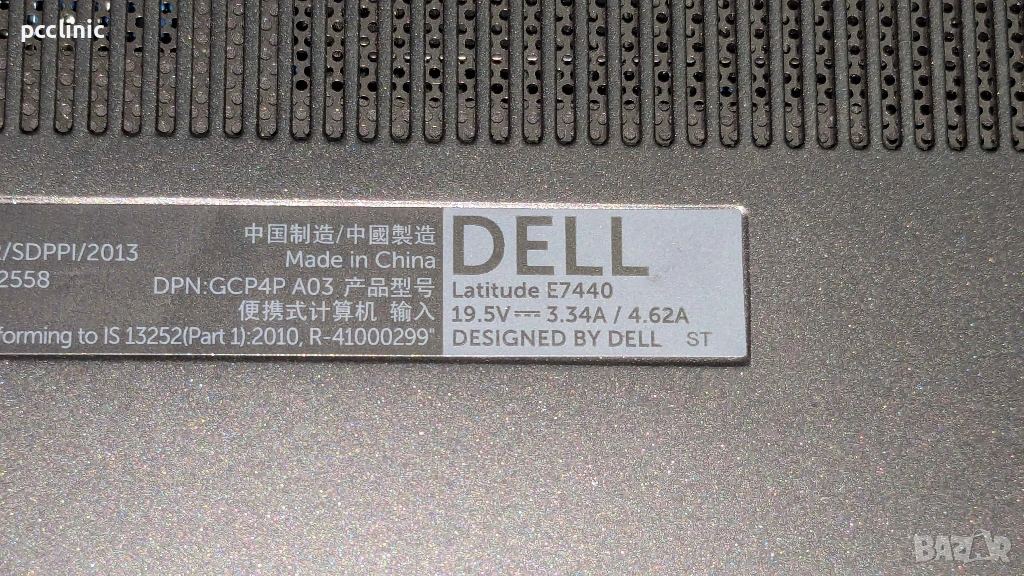 pcclinic
/SDPPI/2013
2558
中国制造/中國製造
Made in China
DPN:GCP4P A03 产品型号
便携式计算机 输入
orming to IS 13252(Part 1):2010, R-41000299"
DELL
Latitude E7440
19.5V⎓3.34A / 4.62A
DESIGNED BY DELL ST
BAZAR